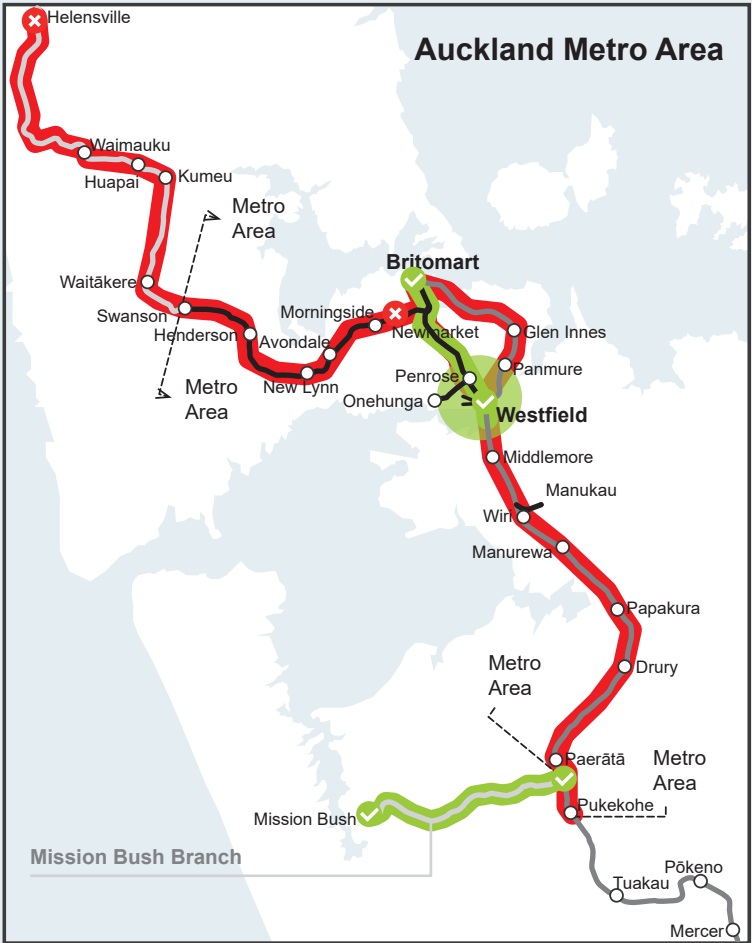 Helensville
Auckland Metro Area
Waimauku
Huapai
Kumeu
Metro
Area
Britomart
Waitākere
Swanson
Morningside
Henderson
Avondale
Newmarket
Glen Innes
New Lynn
Penrose
Panmure
Metro
Area
Onehunga
Westfield
Middlemore
Manukau
Wiri
Manurewa
Papakura
Metro
Area
Drury
Paerātā
Metro
Area
Pukekohe
Mission Bush
Mission Bush Branch
Pōkeno
Tuakau
Mercer